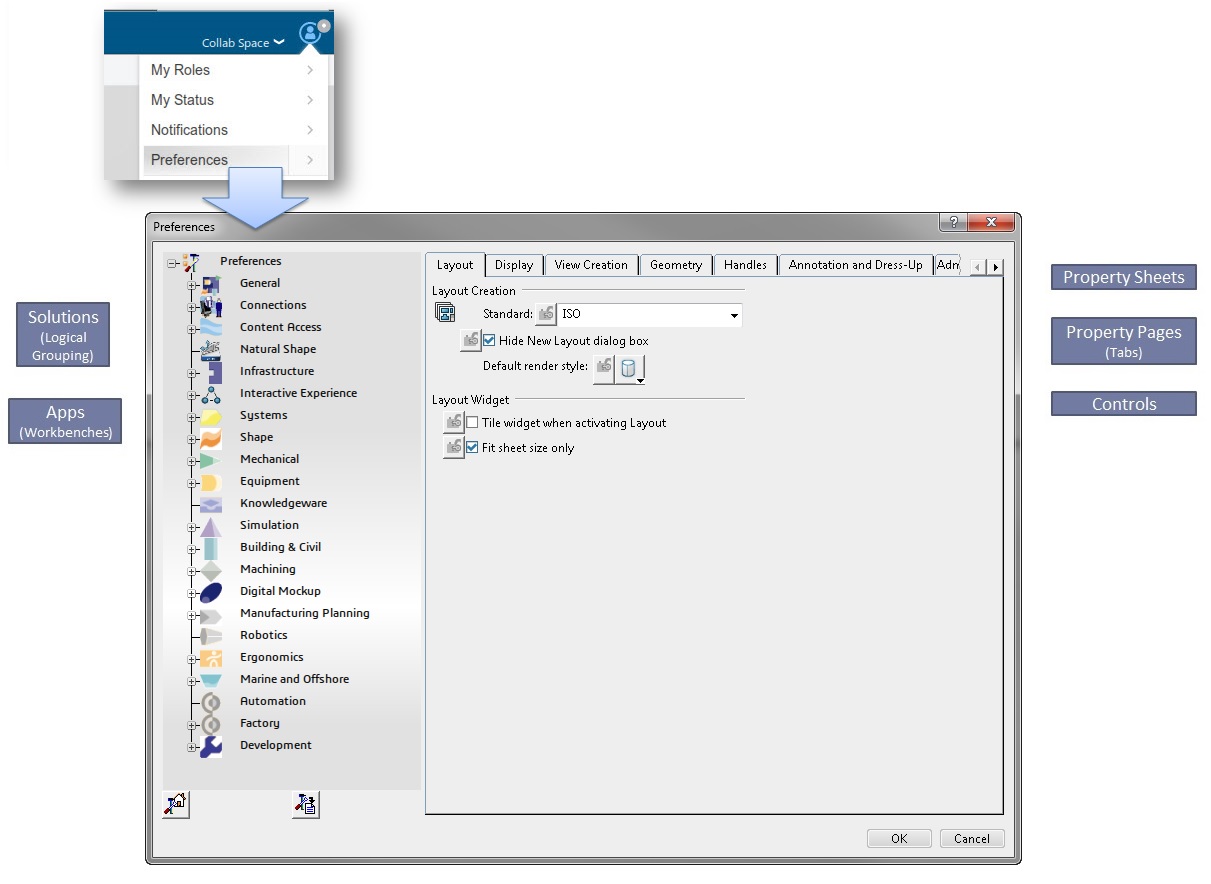 Collab Space
My Roles
My Status
Notifications
Preferences
Preferences
?
Solutions
(Logical
Grouping)
Apps
(Workbenches)
Preferences
General
Connections
Content Access
Natural Shape
Infrastructure
Interactive Experience
Systems
Shape
Mechanical
Equipment
Knowledgeware
Simulation
Building & Civil
Machining
Digital Mockup
Manufacturing Planning
Robotics
Ergonomics
Marine and Offshore
Automation
Factory
Development
Layout Display View Creation Geometry Handles Annotation and Dress-Up Adn
Layout Creation
Standard: ISO
Hide New Layout dialog box
Default render style:
Layout Widget
Tile widget when activating Layout
Fit sheet size only
OK Cancel
Property Sheets
Property Pages
(Tabs)
Controls